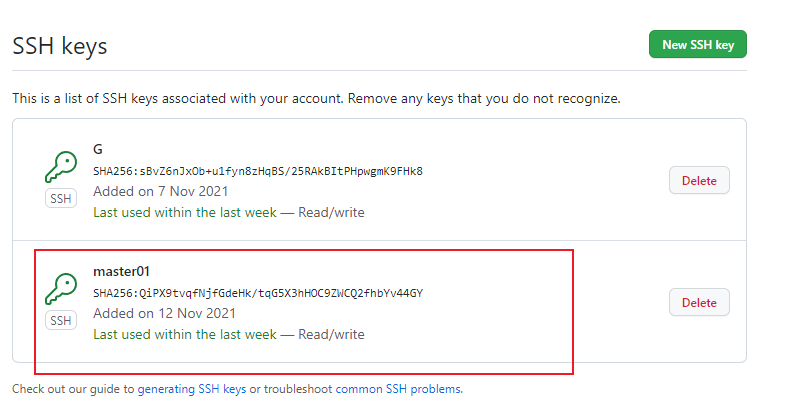 SSH keys
New SSH key
This is a list of SSH keys associated with your account. Remove any keys that you do not recognize.
G
SHA256:sBvZ6nJxOb+u1fyn8zHqBS/25RAkBItPHpwgmK9FHk8
SSH
Added on 7 Nov 2021
Last used within the last week — Read/write
Delete
master01
SHA256:QiPX9tvqfNjfGdeHk/tqG5X3hHOC9ZWCQ2fhbYv44GY
SSH
Added on 12 Nov 2021
Last used within the last week — Read/write
Delete
Check out our guide to generating SSH keys or troubleshoot common SSH problems.